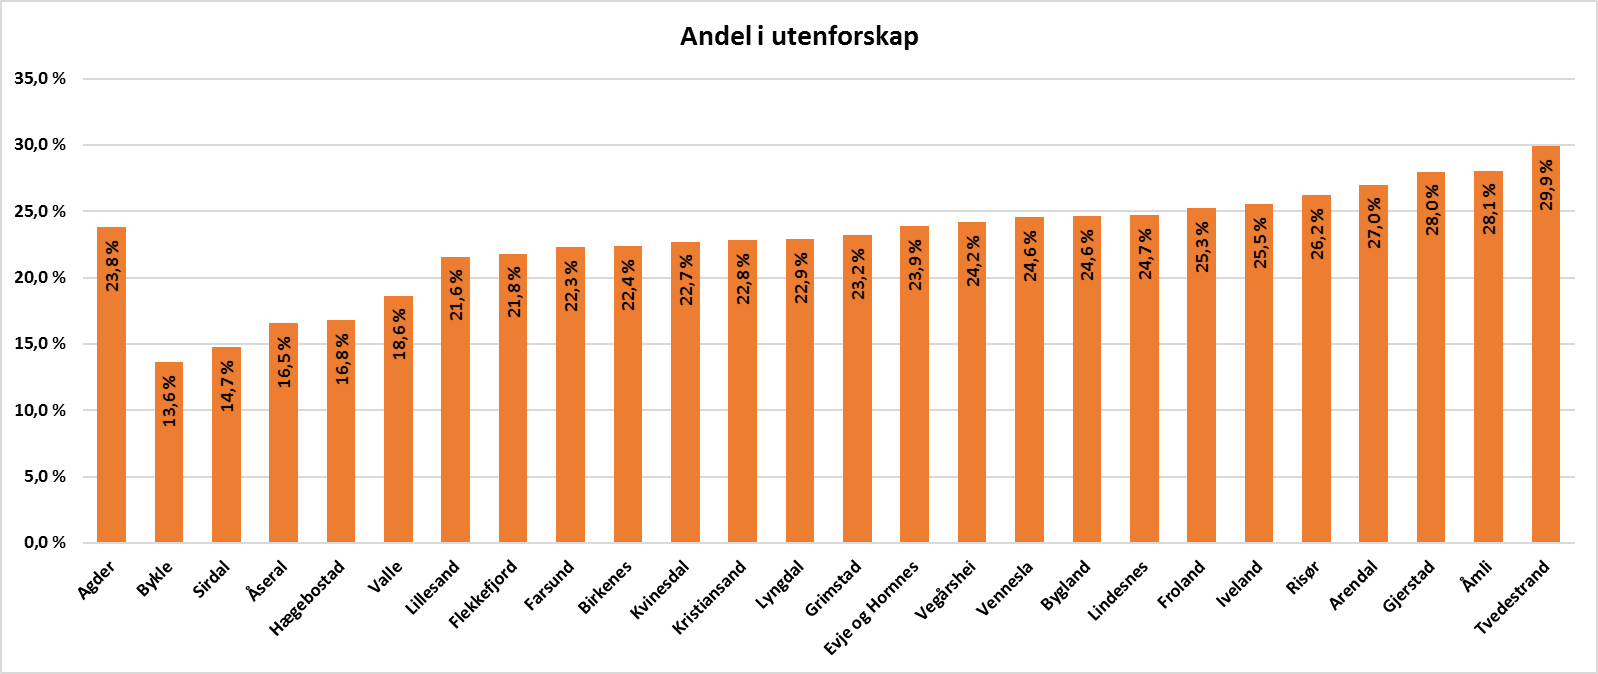 Andel i utenforskap
35,0 %
30,0 %
25,0 %
20,0 %
15,0 %
10,0 %
5,0 %
0,0 %
23,8 %
13,6 %
14,7 %
16,5 %
16,8 %
18,6 %
21,6 %
21,8 %
22,3 %
22,4 %
22,7 %
22,8 %
22,9 %
23,2 %
23,9 %
24,2 %
24,6 %
24,6 %
24,7 %
25,3 %
25,5 %
26,2 %
27,0 %
28,0 %
28,1 %
29,9 %
Agder
Bykle
Sirdal
Åseral
Hægebostad
Valle
Lillesand
Flekkefjord
Farsund
Birkenes
Kvinesdal
Kristiansand
Lyngdal
Grimstad
Evje og Hornnes
Vegårshei
Vennesla
Bygland
Lindesnes
Froland
Iveland
Risør
Arendal
Gjerstad
Åmli
Tvedestrand